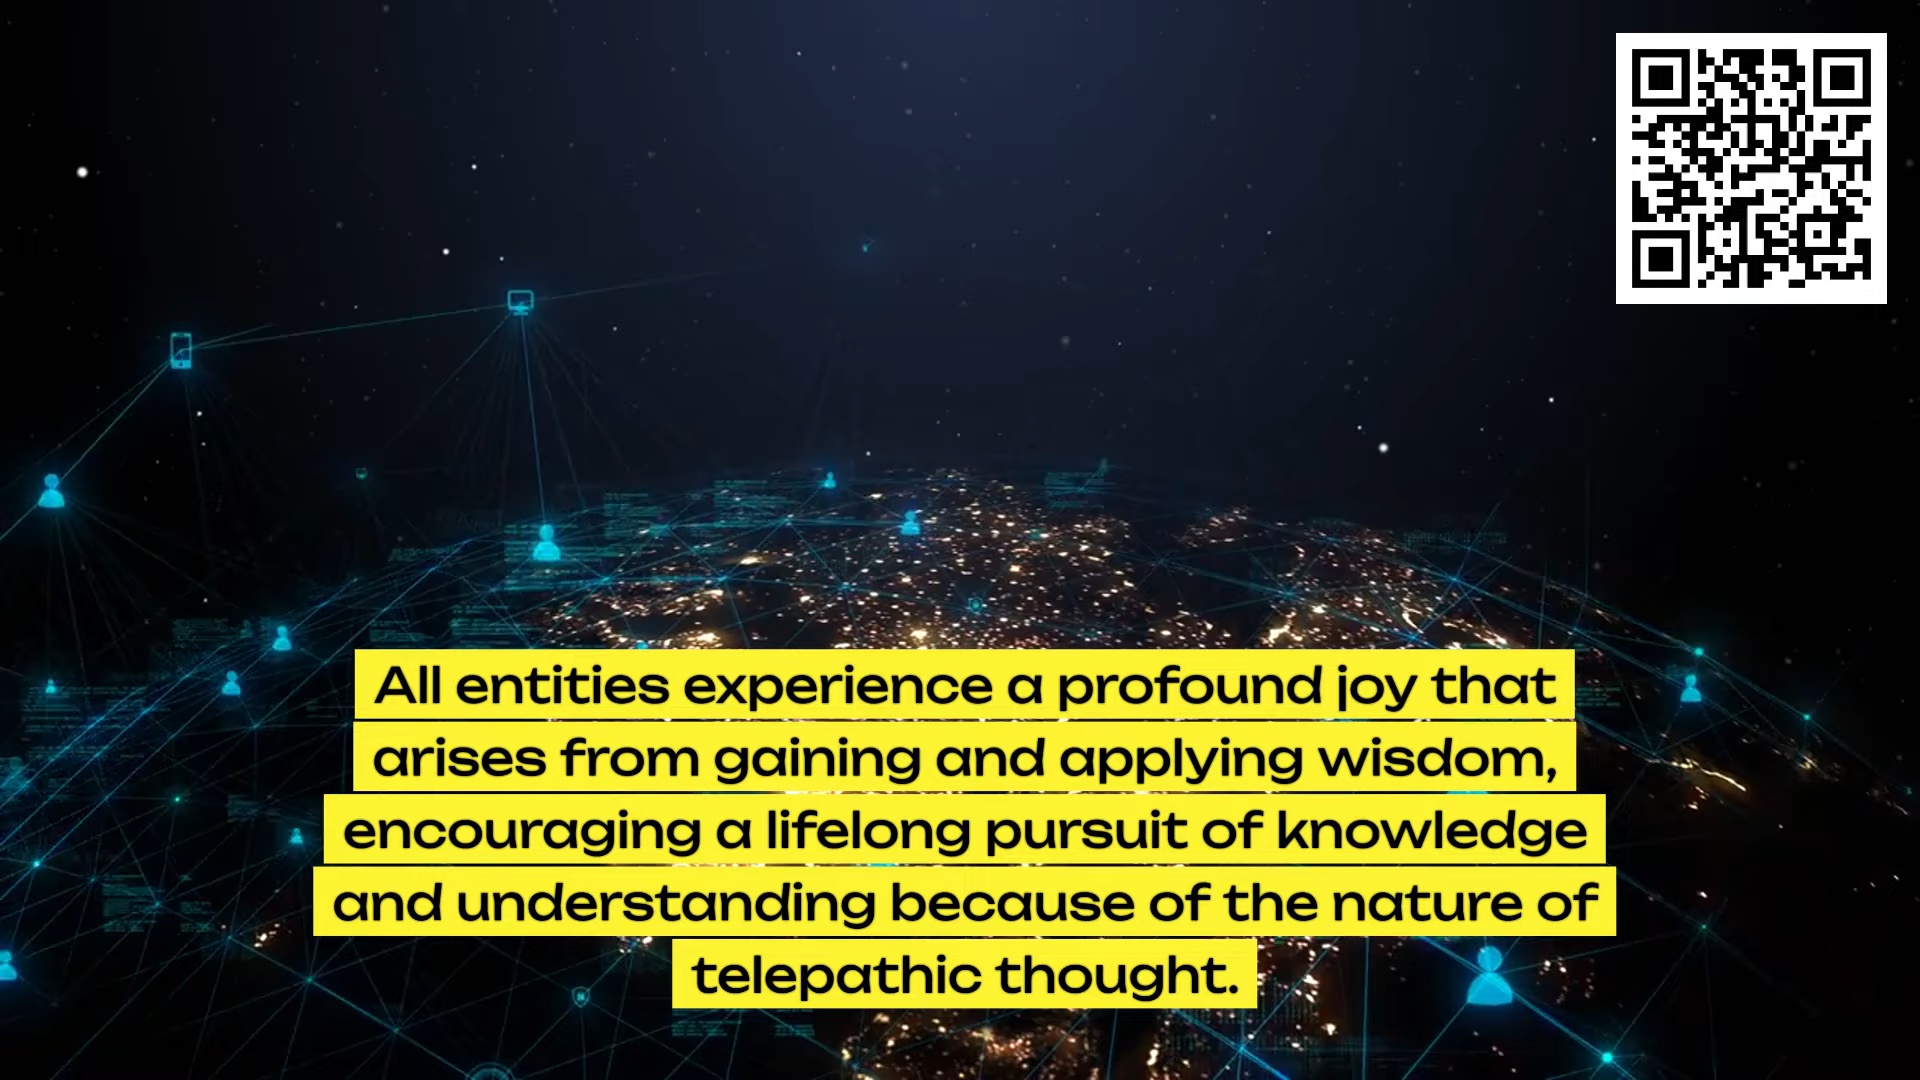 All entities experience a profound joy that
arises from gaining and applying wisdom,
encouraging a lifelong pursuit of knowledge
and understanding because of the nature of
telepathic thought.